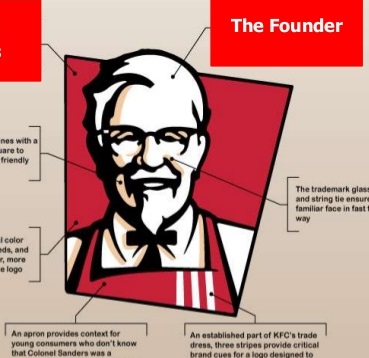 The Founder
nes with a
uare to
friendly
The trademark glass
and string tie ensure
familiar face in fast f
way
l color
eds, and
r, more
e logo
An apron provides context for
young consumers who don't know
that Colonel Sanders was a
An established part of KFC's trade
dress, three stripes provide critical
brand cues for a logo designed to